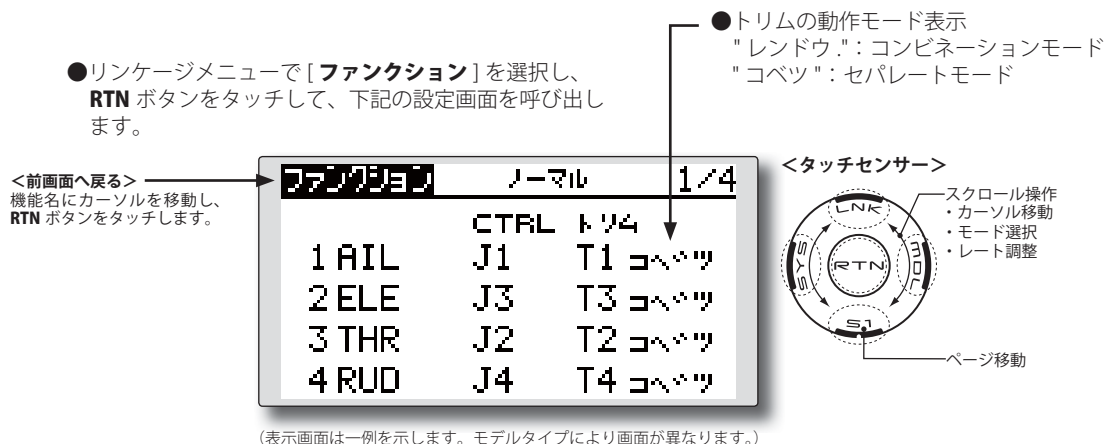 ●トリムの動作モード表示
" レンドウ ."：コンビネーションモード
" コベツ "：セパレートモード
●リンケージメニューで [ ファンクション ] を選択し、
RTN ボタンをタッチして、下記の設定画面を呼び出し
ます。
＜前画面へ戻る＞
機能名にカーソルを移動し、
RTN ボタンをタッチします。
ファンクション ノーマル 1/4
CTRL トリム
1 AIL J1 T1 コベツ
2 ELE J3 T3 コベツ
3 THR J2 T2 コベツ
4 RUD J4 T4 コベツ
＜タッチセンサー＞
LNK
SYS
RTN
MDL
S1
スクロール操作
・カーソル移動
・モード選択
・レート調整
ページ移動
（表示画面は一例を示します。モデルタイプにより画面が異なります。）